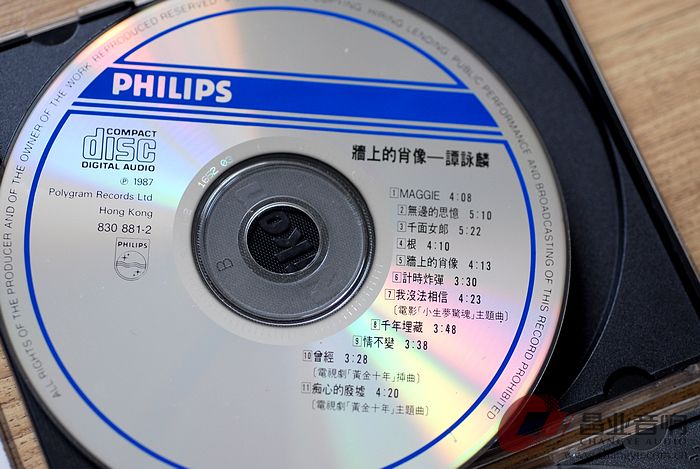 ALL RIGHTS OF THE PRODUCER AND OF THE OWNER OF THE WORK REPRODUCED RESERVED
COPYING, HIRING, LENDING, PUBLIC PERFORMANCE AND BROADCASTING OF THIS RECORD PROHIBITED
PHILIPS
COMPACT
disc
DIGITAL AUDIO
Ⓟ 1987
Polygram Records Ltd
Hong Kong
830 881-2
PHILIPS
牆上的肖像—譚詠麟
1 MAGGIE 4:08
2 無邊的思憶 5:10
3 千面女郎 5:22
4 根 4:10
5 牆上的肖像 4:13
6 計時炸彈 3:30
7 我沒法相信 4:23
〔電影「小生夢驚魂」主題曲〕
8 千年埋藏 3:48
9 情不變 3:38
10 曾經 3:28
〔電視劇「黃金十年」插曲〕
11 痴心的廢墟 4:20
〔電視劇「黃金十年」主題曲〕
昌业音响
CHANGYE AUDIO